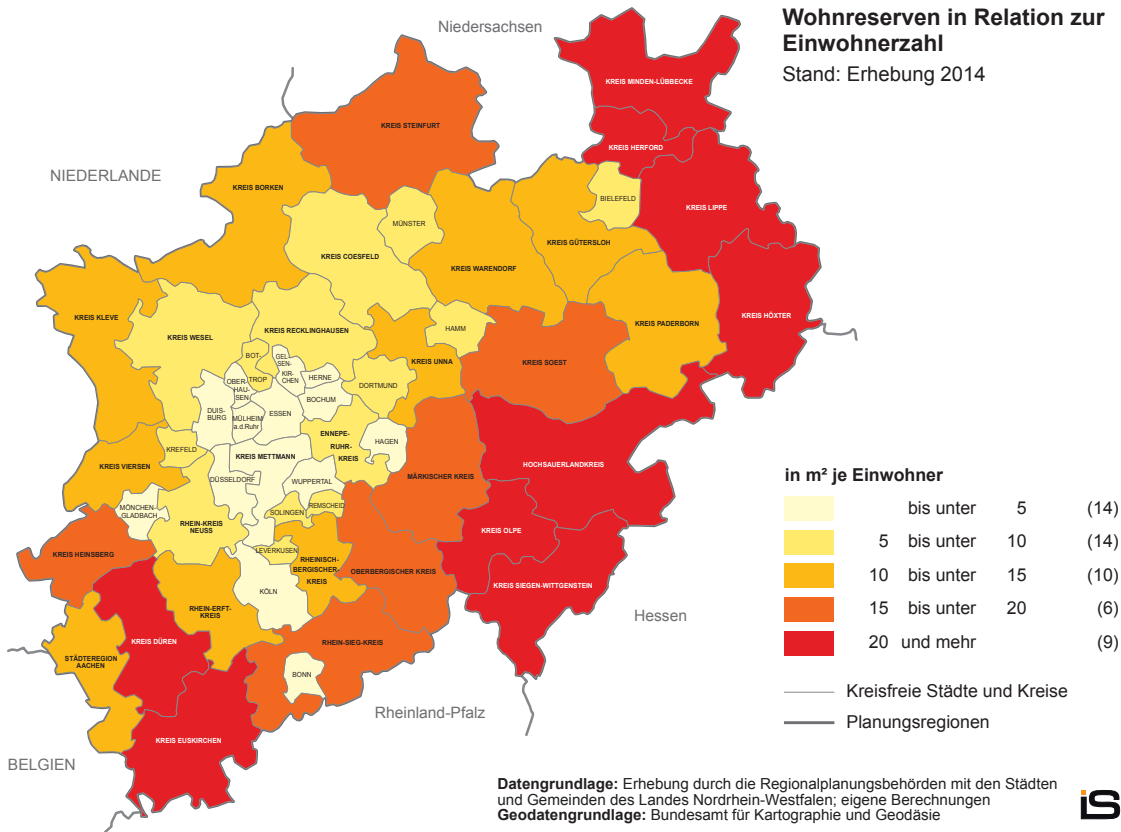 Wohnreserven in Relation zur
Einwohnerzahl
Stand: Erhebung 2014
Niedersachsen
NIEDERLANDE
BELGIEN
Rheinland-Pfalz
Hessen
KREIS MINDEN-LÜBBECKE
KREIS HERFORD
KREIS STEINFURT
BIELEFELD
KREIS LIPPE
KREIS BORKEN
MÜNSTER
KREIS GÜTERSLOH
KREIS COESFELD
KREIS WARENDORF
KREIS HÖXTER
KREIS KLEVE
KREIS PADERBORN
KREIS WESEL
KREIS RECKLINGHAUSEN
HAMM
KREIS UNNA
KREIS SOEST
BOT-
TROP
GEL-
SEN-
KIR-
CHEN
HERNE
OBER-
HAU-
SEN
DORTMUND
BOCHUM
DUIS-
BURG
MÜLHEIM
a.d.Ruhr
ESSEN
ENNEPE-
RUHR-
KREIS
HAGEN
KREFELD
KREIS METTMANN
KREIS VIERSEN
DÜSSELDORF
WUPPERTAL
MÄRKISCHER KREIS
HOCHSAUERLANDKREIS
MÖNCHEN-
GLADBACH
SOLINGEN
REMSCHEID
RHEIN-KREIS
NEUSS
KREIS OLPE
KREIS HEINSBERG
LEVERKUSEN
RHEINISCH-
BERGISCHER-
KREIS
OBERBERGISCHER KREIS
KREIS SIEGEN-WITTGENSTEIN
KÖLN
RHEIN-ERFT-
KREIS
KREIS DÜREN
RHEIN-SIEG-KREIS
STÄDTEREGION
AACHEN
BONN
KREIS EUSKIRCHEN
in m² je Einwohner
bis unter 5 (14)
5 bis unter 10 (14)
10 bis unter 15 (10)
15 bis unter 20 (6)
20 und mehr (9)
Kreisfreie Städte und Kreise
Planungsregionen
Datengrundlage: Erhebung durch die Regionalplanungsbehörden mit den Städten
und Gemeinden des Landes Nordrhein-Westfalen; eigene Berechnungen
Geodatengrundlage: Bundesamt für Kartographie und Geodäsie
iS